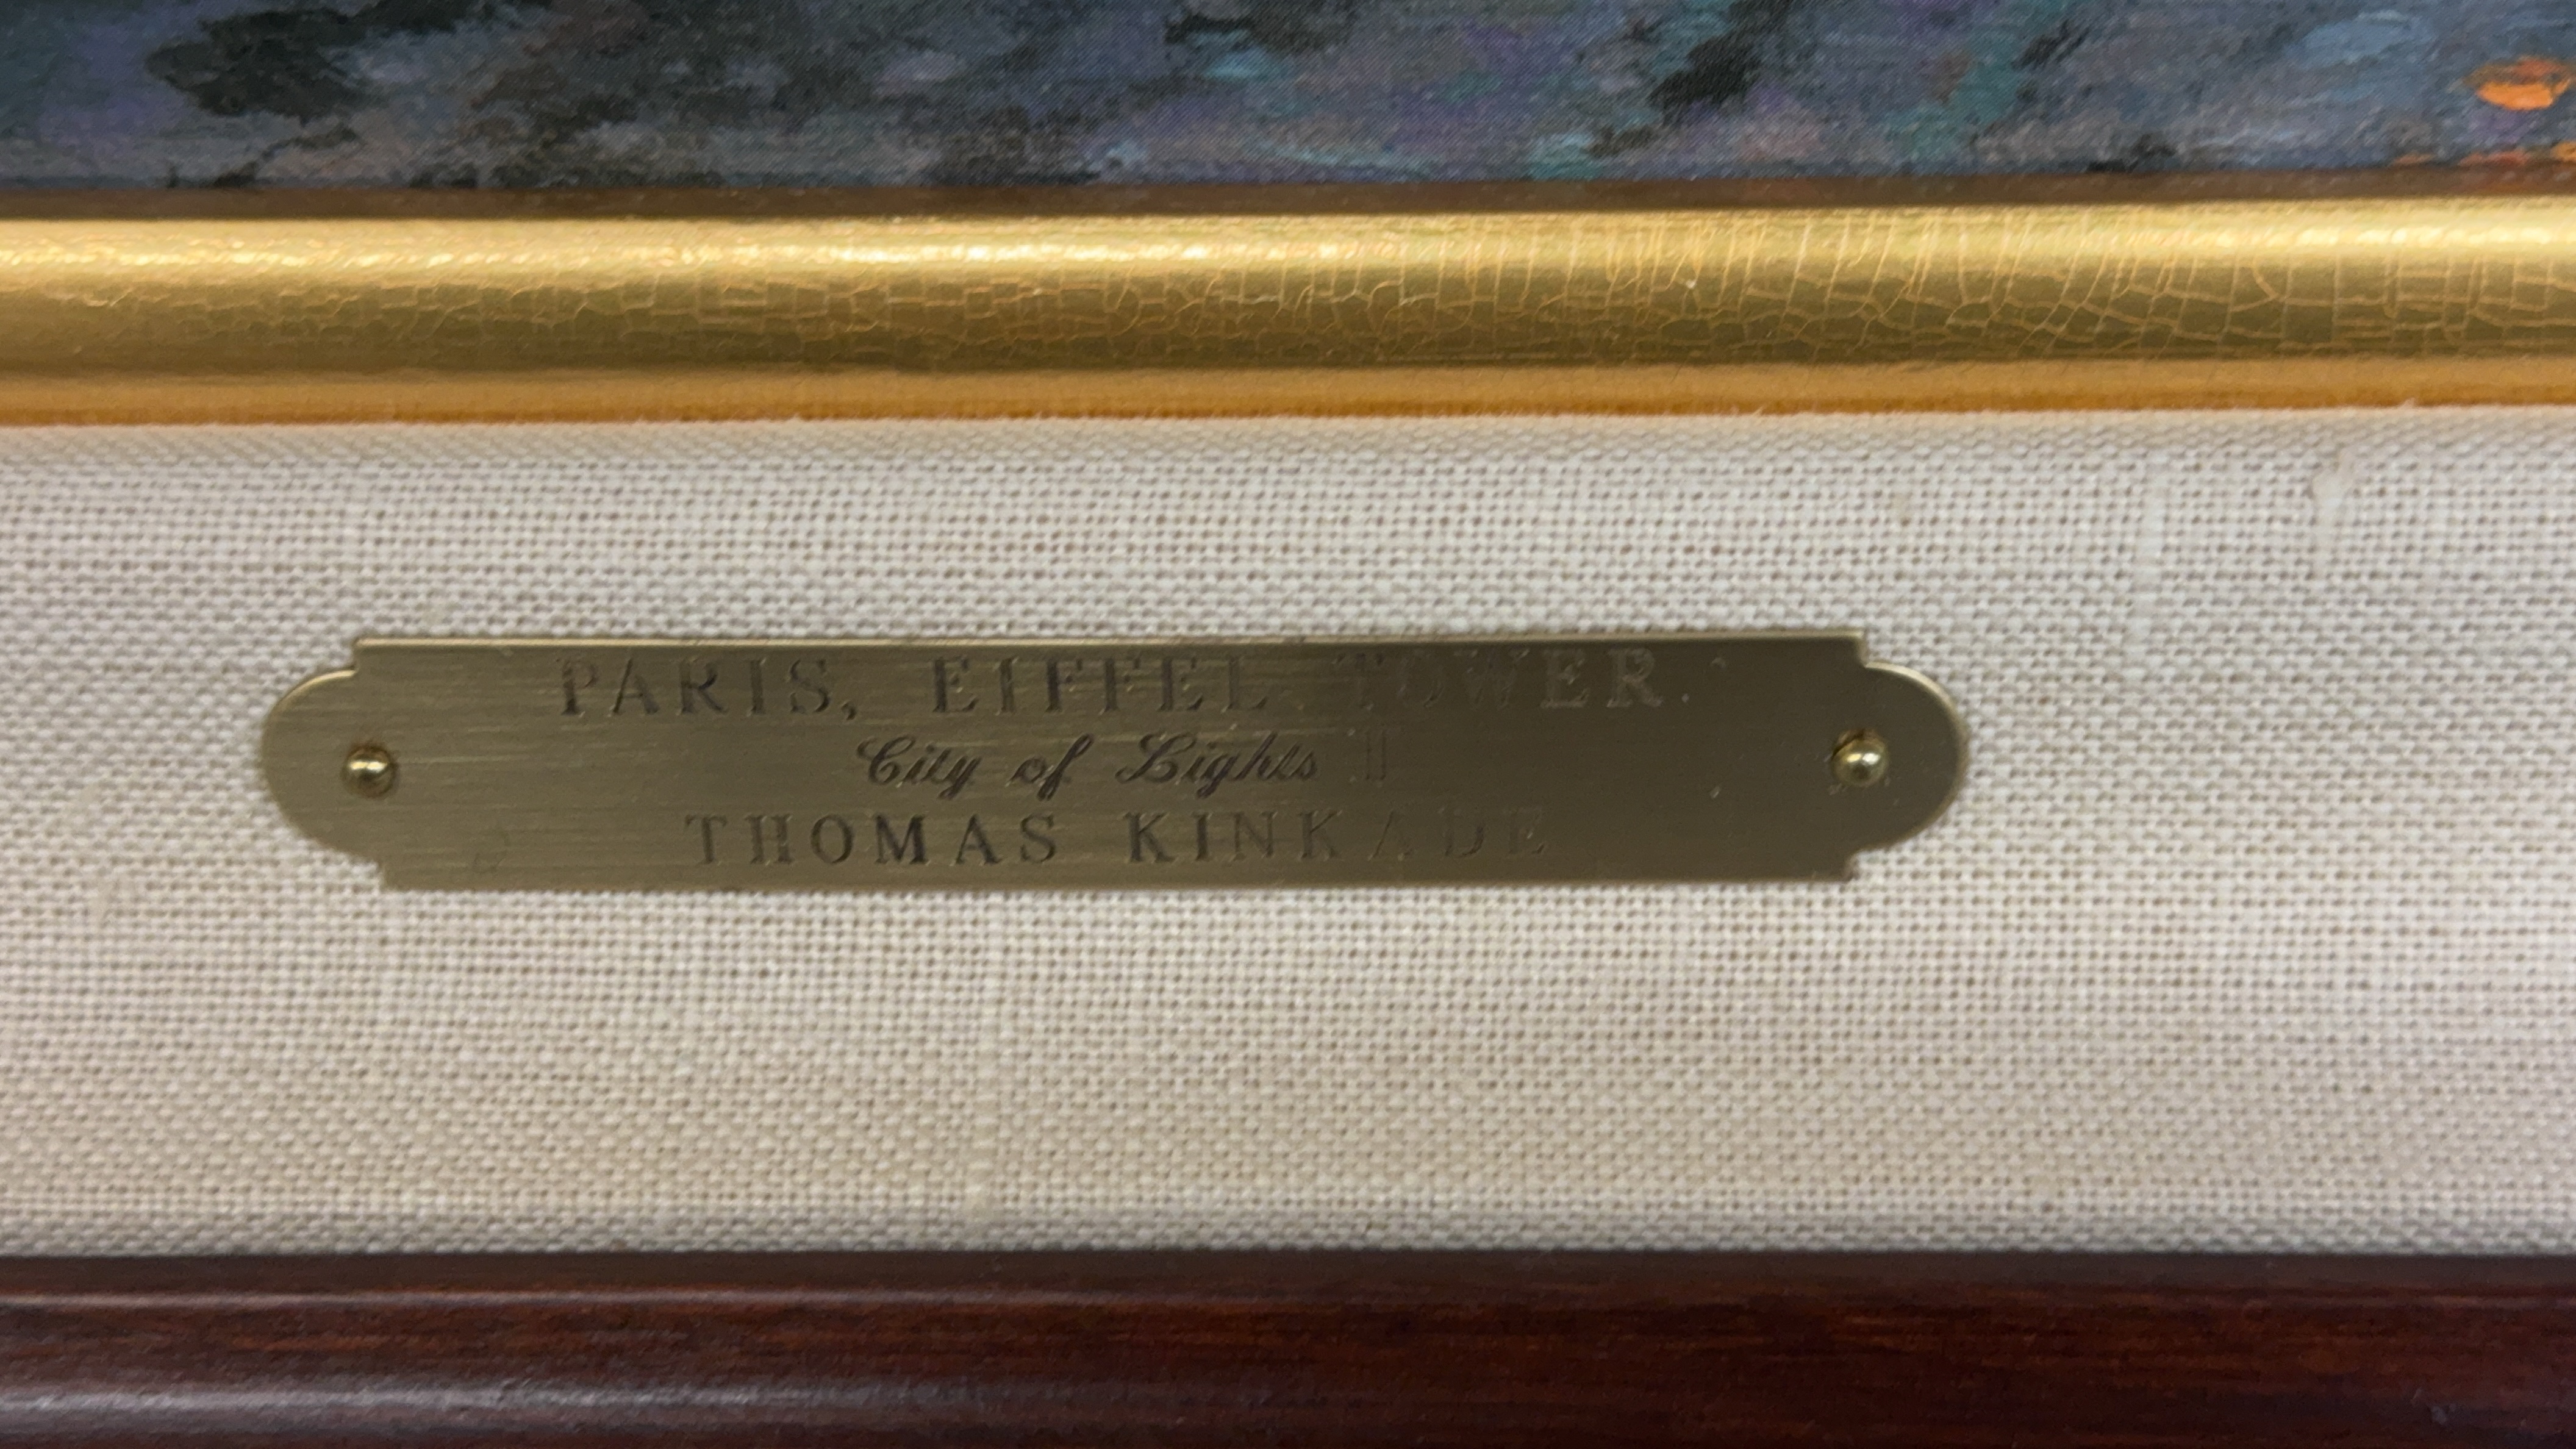 PARIS, EIFFEL TOWER.
City of Lights II
THOMAS KINKADE